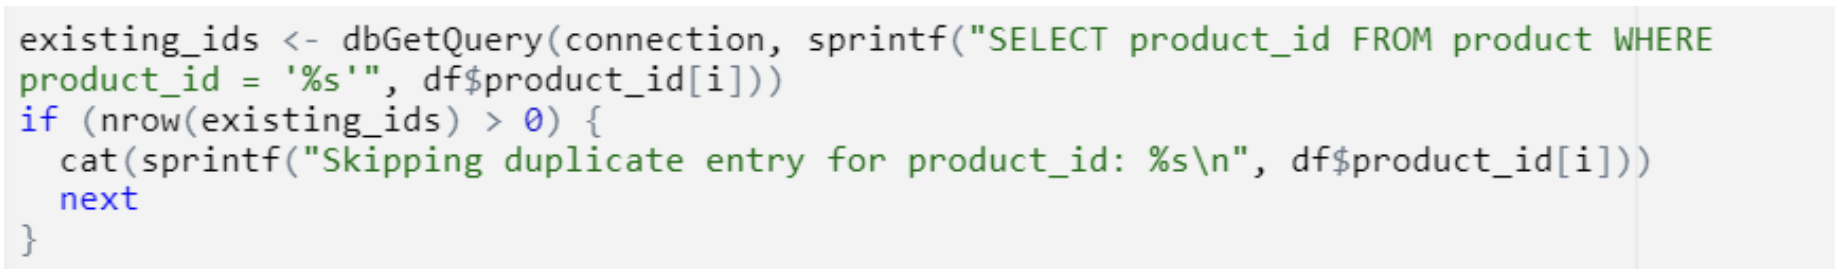 existing_ids <- dbGetQuery(connection, sprintf("SELECT product_id FROM product WHERE
product_id = '%s'", df$product_id[i]))
if (nrow(existing_ids) > 0) {
  cat(sprintf("Skipping duplicate entry for product_id: %s\n", df$product_id[i]))
  next
}